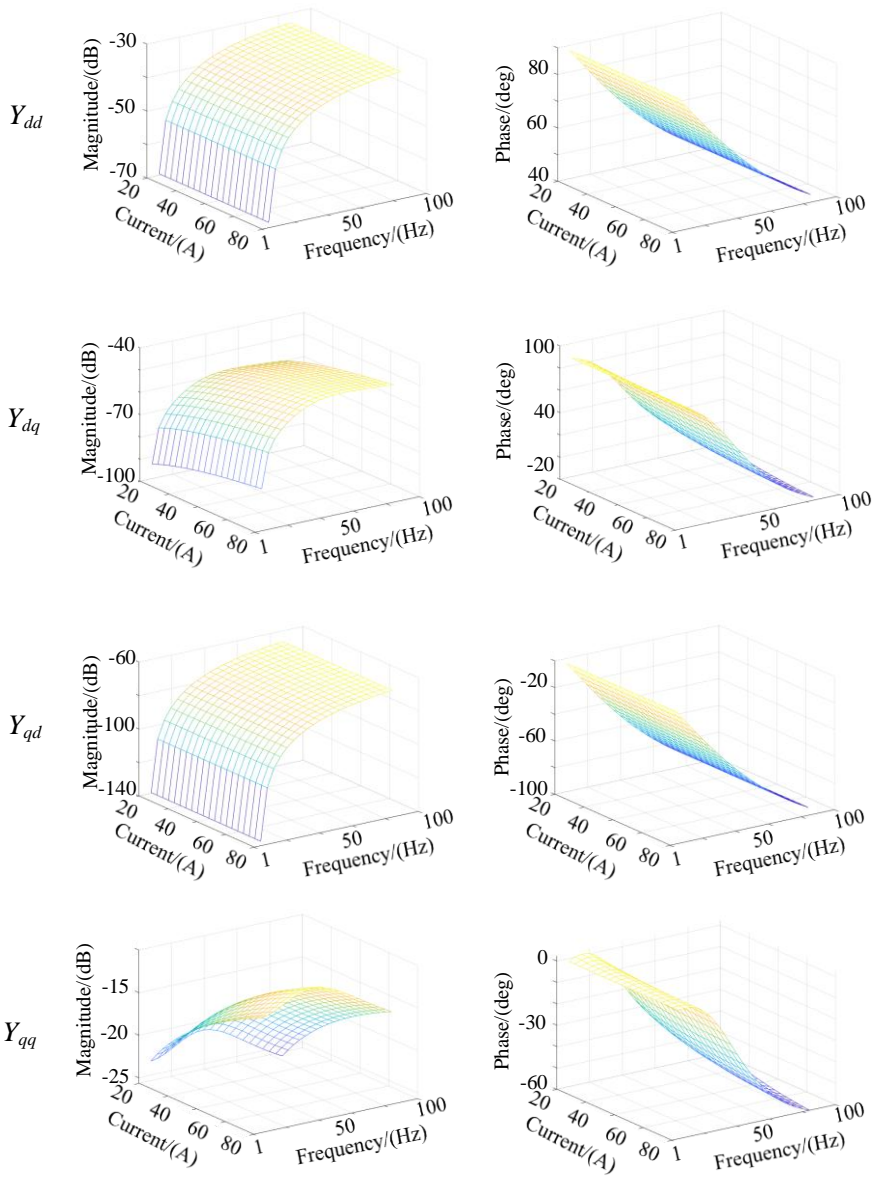 Y_dd
Magnitude/(dB)
-30
-50
-70
20
40
60
80
Current/(A)
1
50
100
Frequency/(Hz)
Phase/(deg)
80
60
40
20
40
60
80
Current/(A)
1
50
100
Frequency/(Hz)
Y_dq
Magnitude/(dB)
-40
-70
-100
20
40
60
80
Current/(A)
1
50
100
Frequency/(Hz)
Phase/(deg)
100
40
-20
20
40
60
80
Current/(A)
1
50
100
Frequency/(Hz)
Y_qd
Magnitude/(dB)
-60
-100
-140
20
40
60
80
Current/(A)
1
50
100
Frequency/(Hz)
Phase/(deg)
-20
-60
-100
20
40
60
80
Current/(A)
1
50
100
Frequency/(Hz)
Y_qq
Magnitude/(dB)
-15
-20
-25
20
40
60
80
Current/(A)
1
50
100
Frequency/(Hz)
Phase/(deg)
0
-30
-60
20
40
60
80
Current/(A)
1
50
100
Frequency/(Hz)